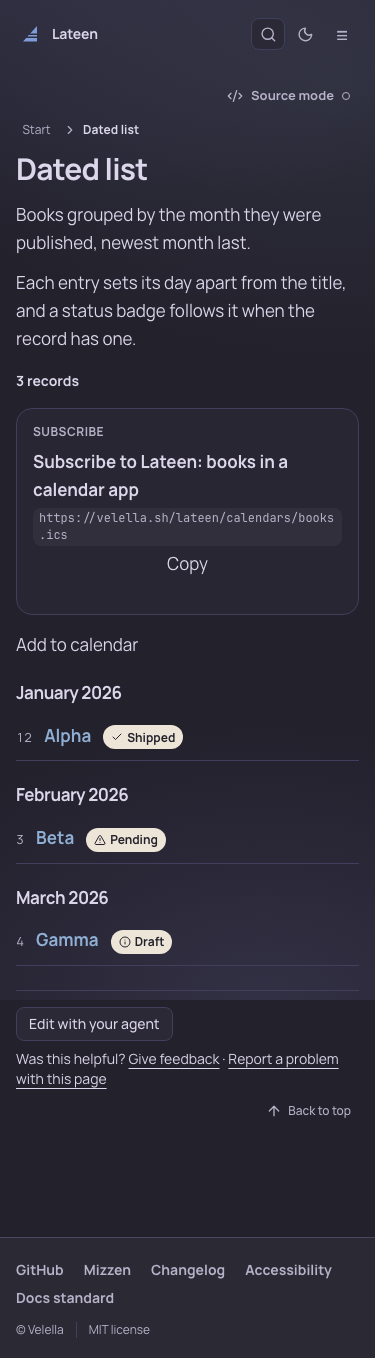 Lateen
Source mode
Start > Dated list
Dated list
Books grouped by the month they were
published, newest month last.
Each entry sets its day apart from the title,
and a status badge follows it when the
record has one.
3 records
SUBSCRIBE
Subscribe to Lateen: books in a
calendar app
https://velella.sh/lateen/calendars/books
.ics
Copy
Add to calendar
January 2026
12 Alpha Shipped
February 2026
3 Beta Pending
March 2026
4 Gamma Draft
Edit with your agent
Was this helpful? Give feedback · Report a problem
with this page
Back to top
GitHub Mizzen Changelog Accessibility
Docs standard
© Velella MIT license